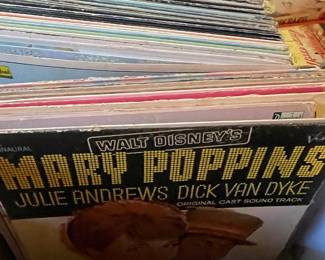 WALT DISNEY'S
MARY POPPINS
JULIE ANDREWS DICK VAN DYKE
ORIGINAL CAST SOUND TRACK